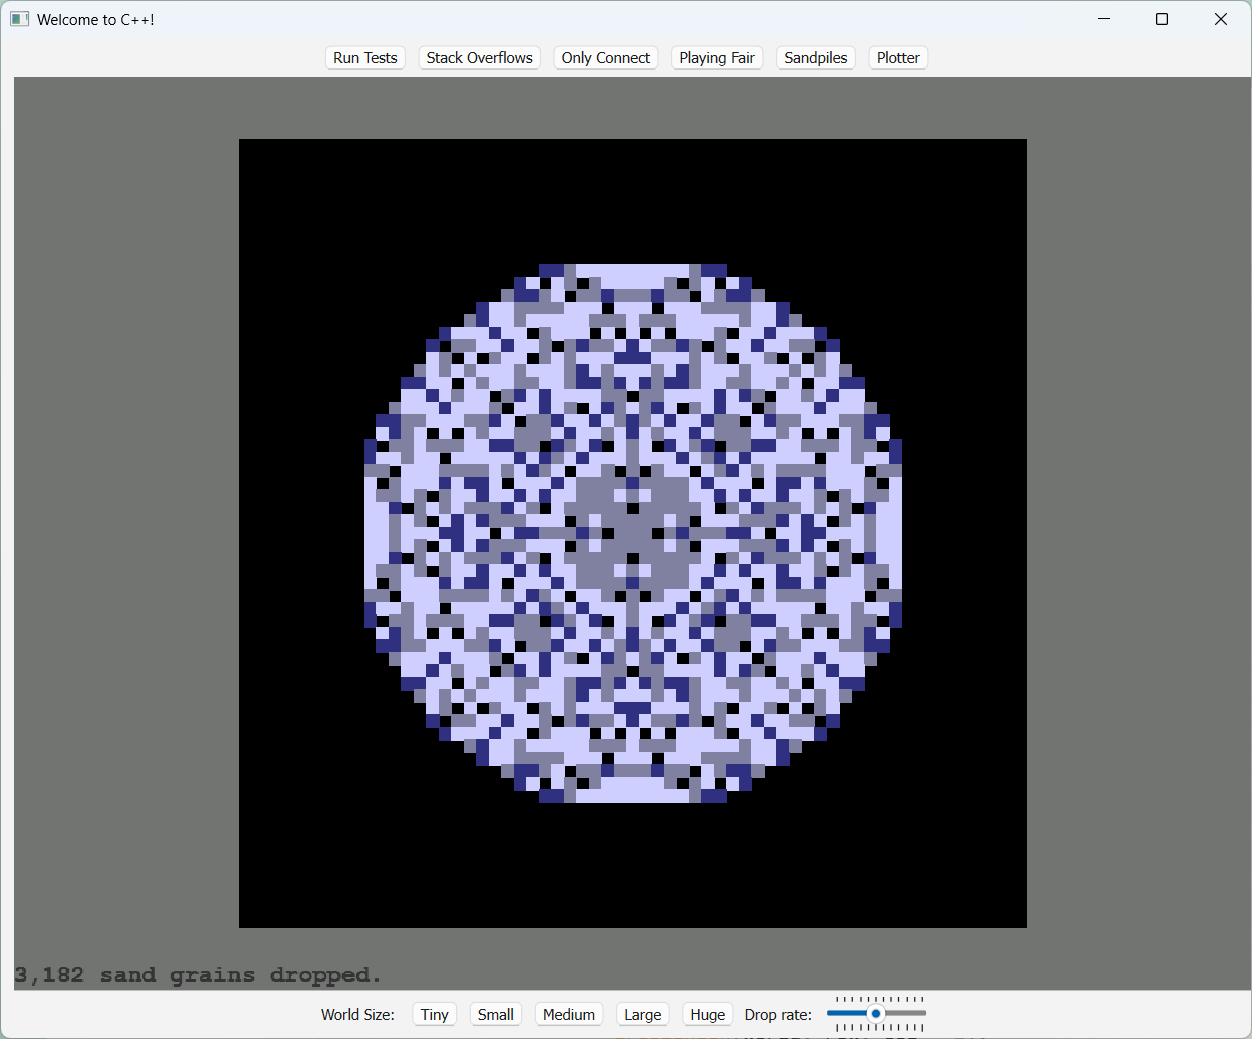 Welcome to C++!
Run Tests Stack Overflows Only Connect Playing Fair Sandpiles Plotter
3,182 sand grains dropped.
World Size: Tiny Small Medium Large Huge Drop rate: